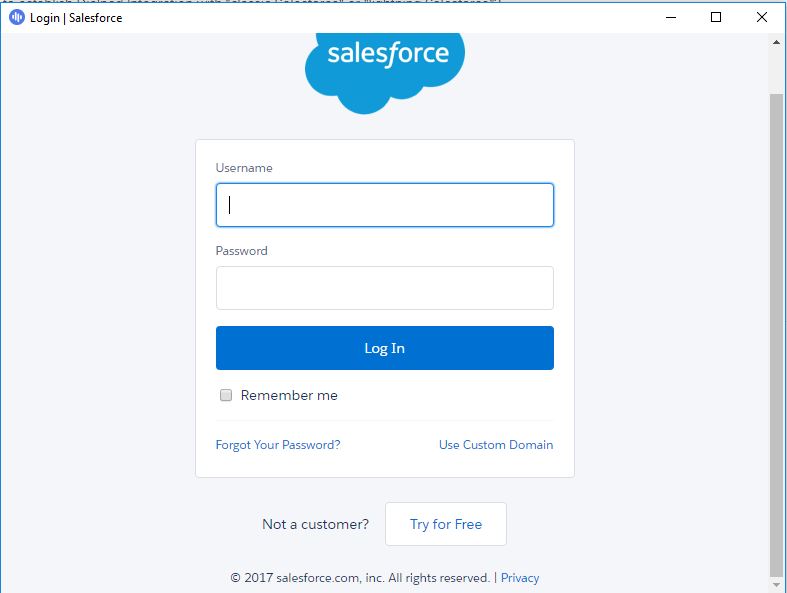 Login | Salesforce
salesforce
Username
Password
Log In
Remember me
Forgot Your Password? Use Custom Domain
Not a customer? Try for Free
© 2017 salesforce.com, inc. All rights reserved. | Privacy